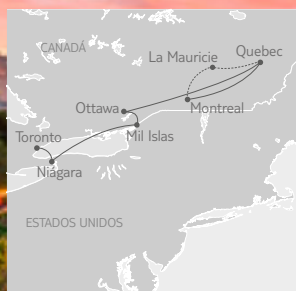 CANADÁ
Quebec
La Mauricie
Ottawa
Montreal
Toronto
Mil Islas
Niágara
ESTADOS UNIDOS